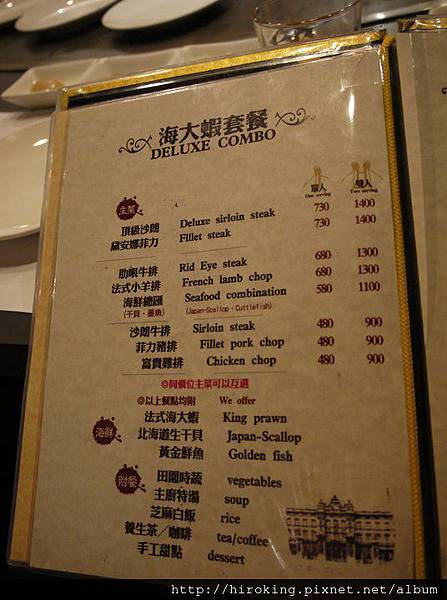 海大蝦套餐
DELUXE COMBO
單人 雙人
One serving Two serving
主菜
頂級沙朗 Deluxe sirloin steak 730 1400
黛安娜菲力 Fillet steak 730 1400
肋眼牛排 Rid Eye steak 680 1300
法式小羊排 French lamb chop 680 1300
海鮮總匯 Seafood combination 580 1100
(干貝、墨魚) (Japan-Scallop、Cuttlefish)
沙朗牛排 Sirloin steak 480 900
菲力豬排 Fillet pork chop 480 900
富貴雞排 Chicken chop 480 900
◎同價位主菜可以互選
◎以上餐點均附 We offer
海鮮
法式海大蝦 King prawn
北海道生干貝 Japan-Scallop
黃金鮮魚 Golden fish
附餐
田園時蔬 vegetables
主廚特湯 soup
芝麻白飯 rice
養生茶／咖啡 tea/coffee
手工甜點 dessert
http://hiroking.pixnet.net/album